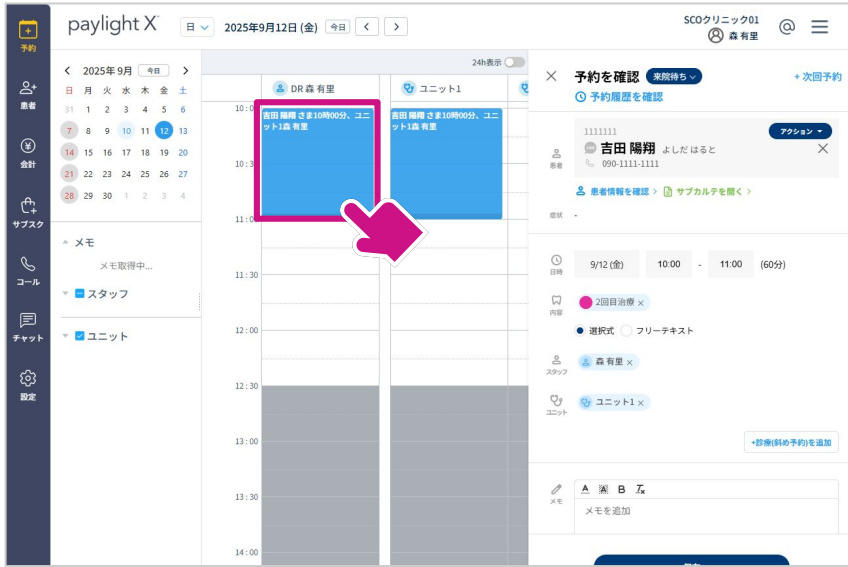 paylight X
日
2025年9月12日 (金)
今日
SCOクリニック01
森 有里
予約
患者
会計
サブスク
コール
チャット
設定
2025年 9月
今日
日 月 火 水 木 金 土
31 1 2 3 4 5 6
7 8 9 10 11 12 13
14 15 16 17 18 19 20
21 22 23 24 25 26 27
28 29 30 1 2 3 4
メモ
メモ取得中...
スタッフ
ユニット
24h表示
DR 森 有里
ユニット1
10:0
10:3
11:0
11:30
12:00
12:30
13:00
13:30
14:00
吉田 陽翔 さま10時00分、ユニ
ット1森 有里
吉田 陽翔 さま10時00分、ユニ
ット1森 有里
予約を確認
来院待ち
+ 次回予約
予約履歴を確認
患者
1111111
アクション
吉田 陽翔 よしだ はると
090-1111-1111
患者情報を確認
サブカルテを開く
症状
-
日時
9/12 (金)
10:00 - 11:00 (60分)
内容
2回目治療 ×
選択式
フリーテキスト
スタッフ
森 有里 ×
ユニット
ユニット1 ×
+診療(斜め予約)を追加
メモ
A A B Tx
メモを追加